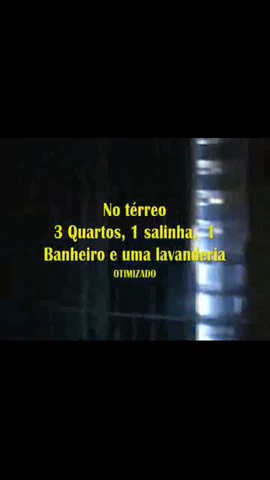 No térreo
3 Quartos, 1 salinha, 1
Banheiro e uma lavanderia
OTIMIZADO